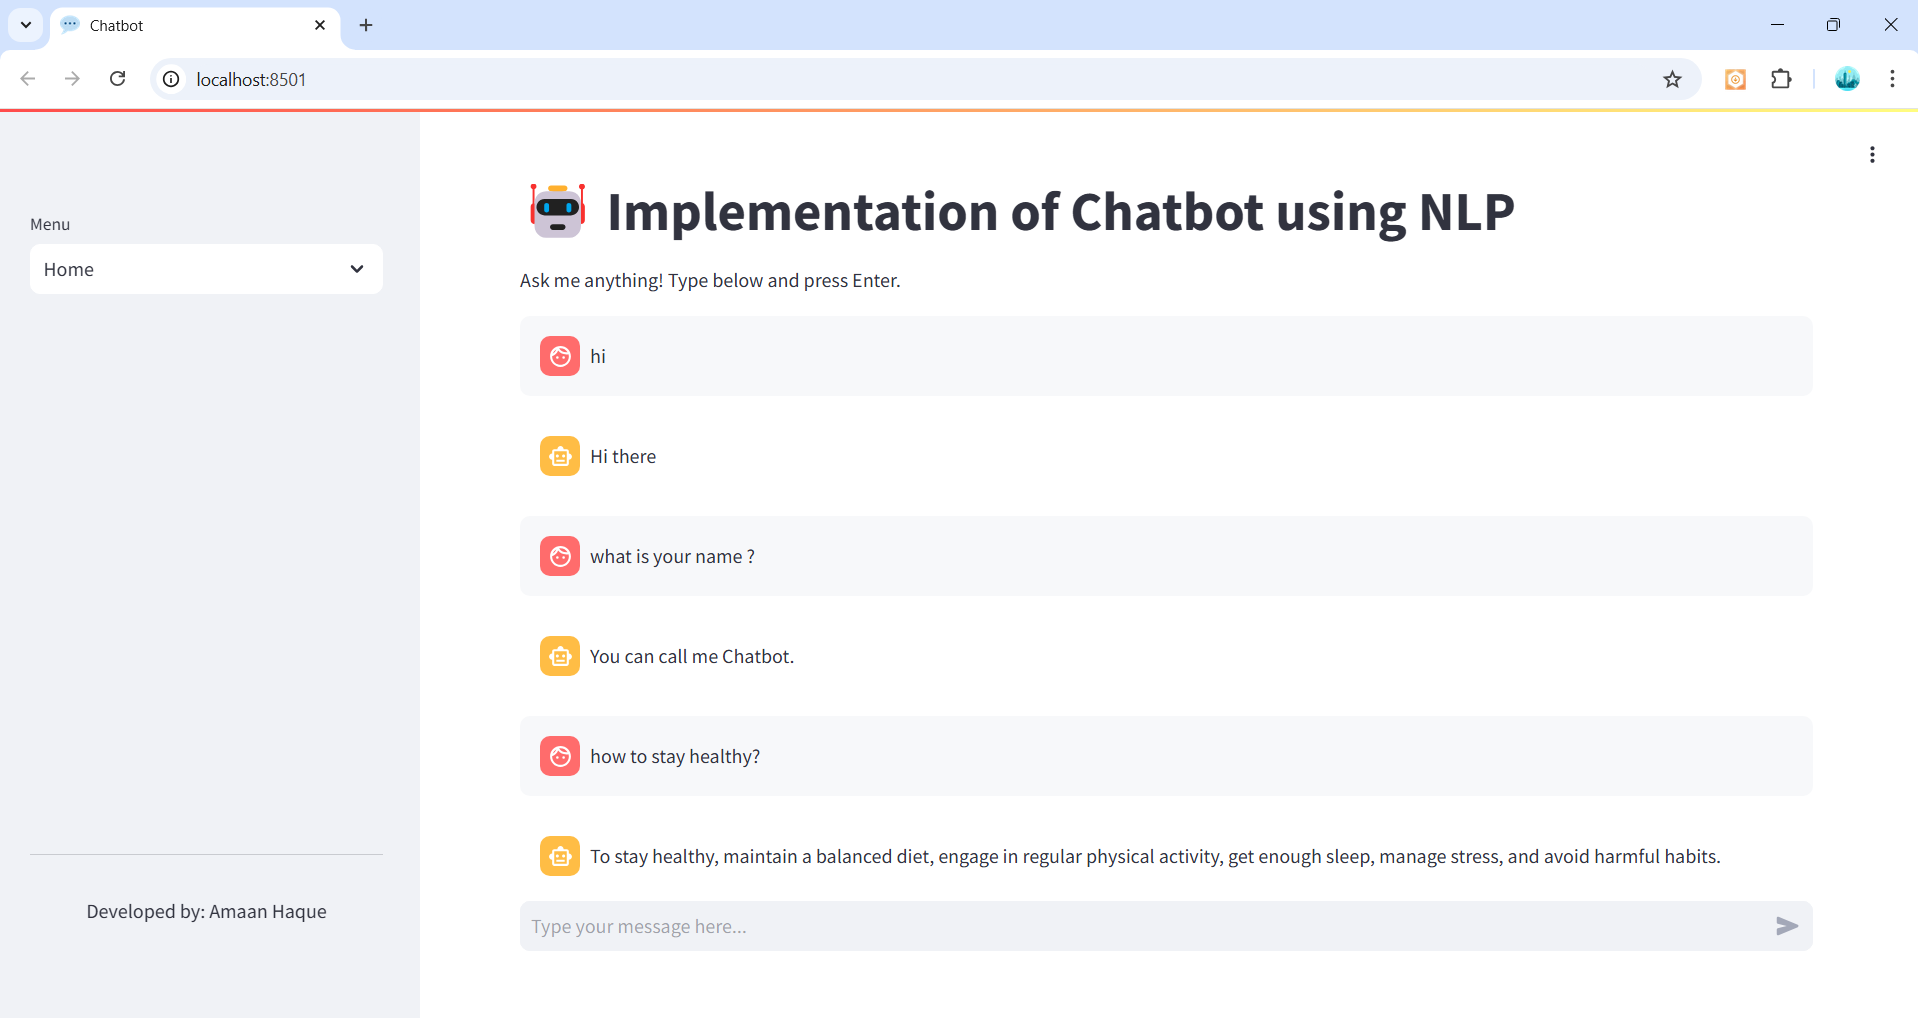 Chatbot
localhost:8501
Menu
Home
Developed by: Amaan Haque
Implementation of Chatbot using NLP
Ask me anything! Type below and press Enter.
hi
Hi there
what is your name ?
You can call me Chatbot.
how to stay healthy?
To stay healthy, maintain a balanced diet, engage in regular physical activity, get enough sleep, manage stress, and avoid harmful habits.
Type your message here...